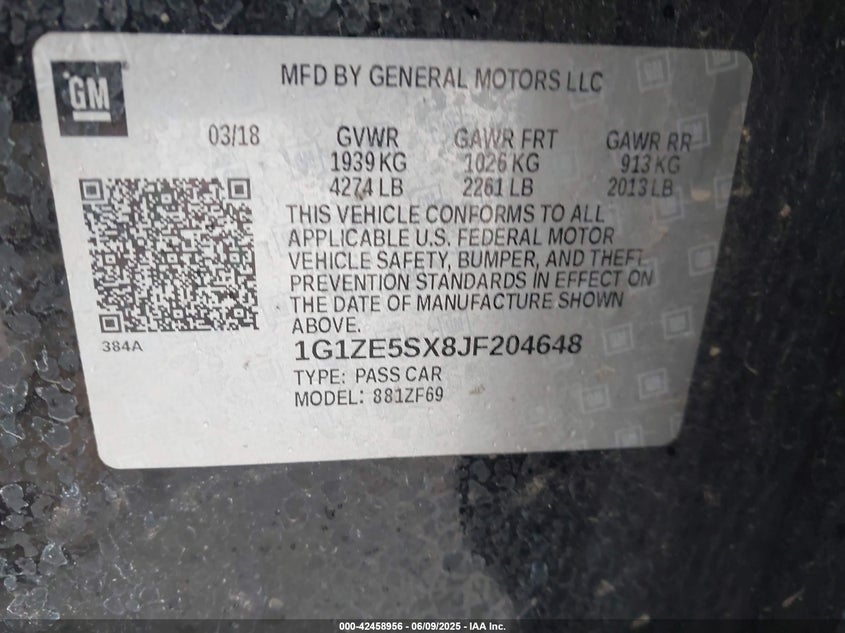 GM
MFD BY GENERAL MOTORS LLC
03/18 GVWR GAWR FRT GAWR RR
1939 KG 1026 KG 913 KG
4274 LB 2261 LB 2013 LB
THIS VEHICLE CONFORMS TO ALL
APPLICABLE U.S. FEDERAL MOTOR
VEHICLE SAFETY, BUMPER, AND THEFT
PREVENTION STANDARDS IN EFFECT ON
THE DATE OF MANUFACTURE SHOWN
ABOVE.
384A
1G1ZE5SX8JF204648
TYPE: PASS CAR
MODEL: 881ZF69
000-42458956 | 06/09/2025 - IAA Inc.